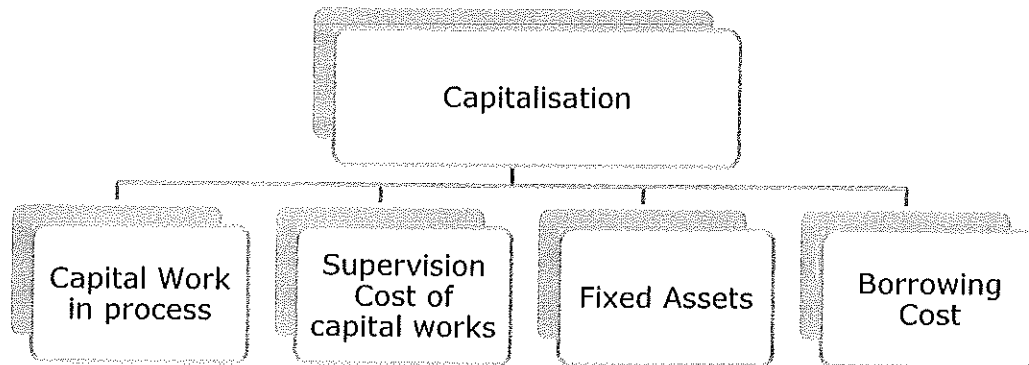 Capitalisation
Capital Work
in process
Supervision
Cost of
capital works
Fixed Assets
Borrowing
Cost